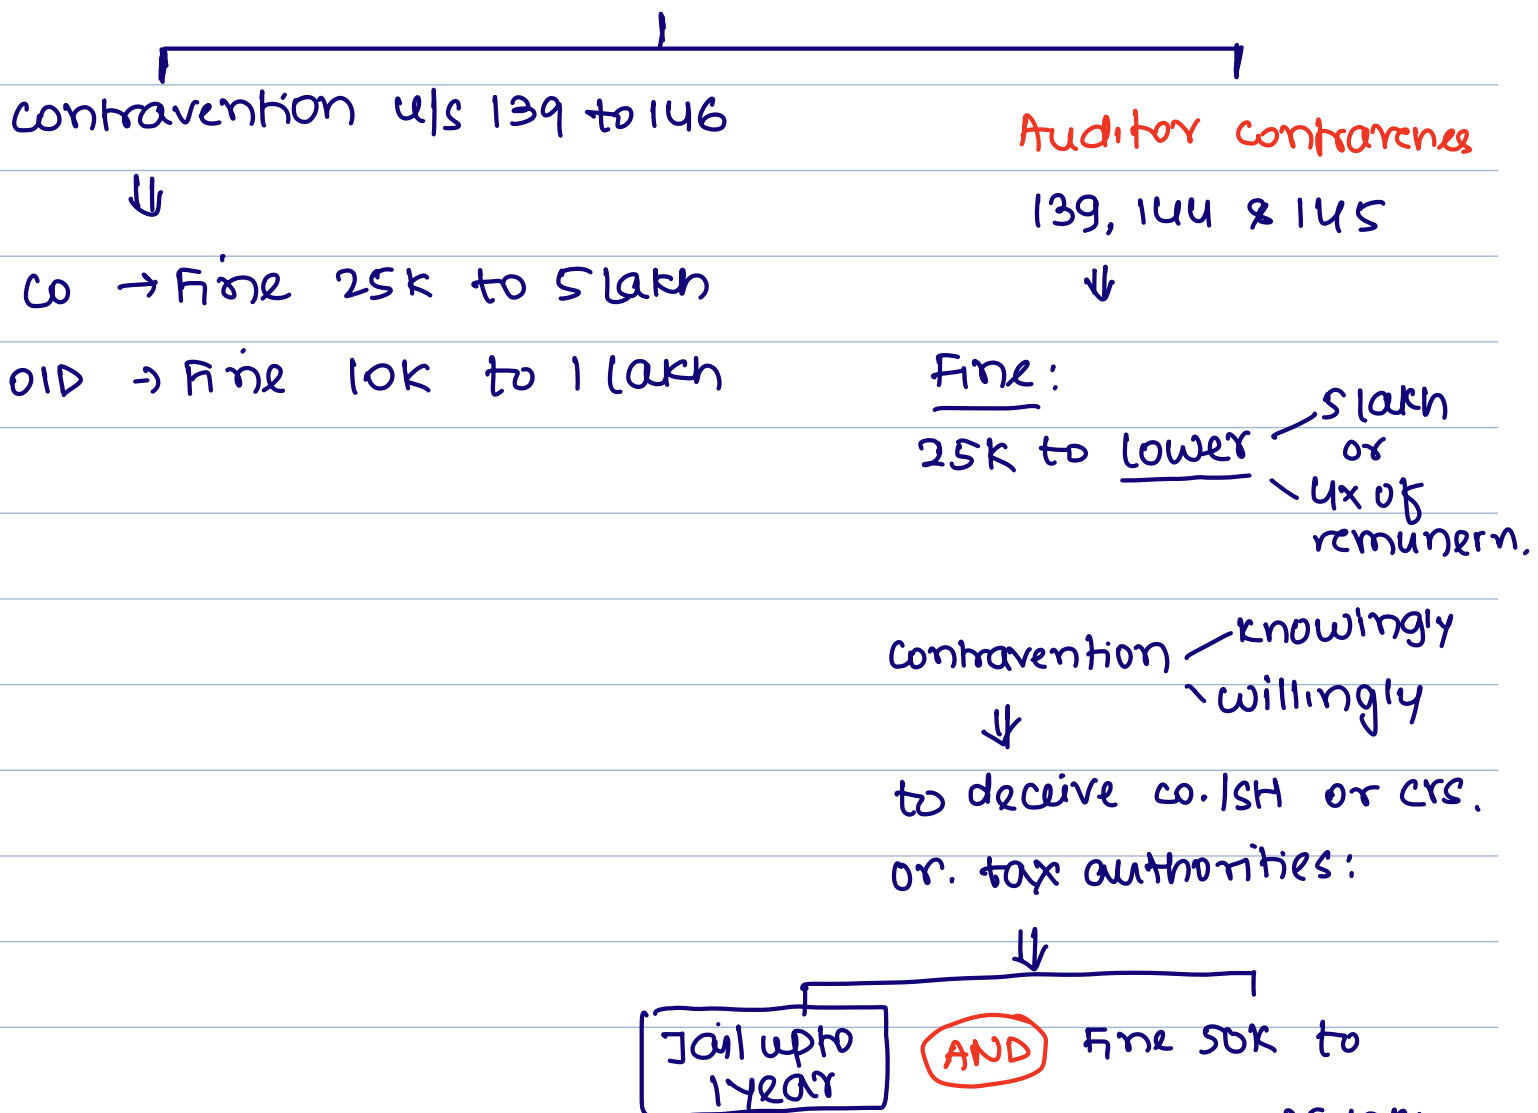 contravention u/s 139 to 146
⇓
co → Fine 25K to 5 lakh
OID → Fine 10K to 1 lakh
Auditor contravenes
139, 144 & 145
⇓
Fine:
25K to lower
5 lakh
or
4x of
remunern.
contravention
knowingly
willingly
⇓
to deceive co./SH or crs.
or. tax authorities:
⇓
Jail upto
1 year
AND
Fine 50K to